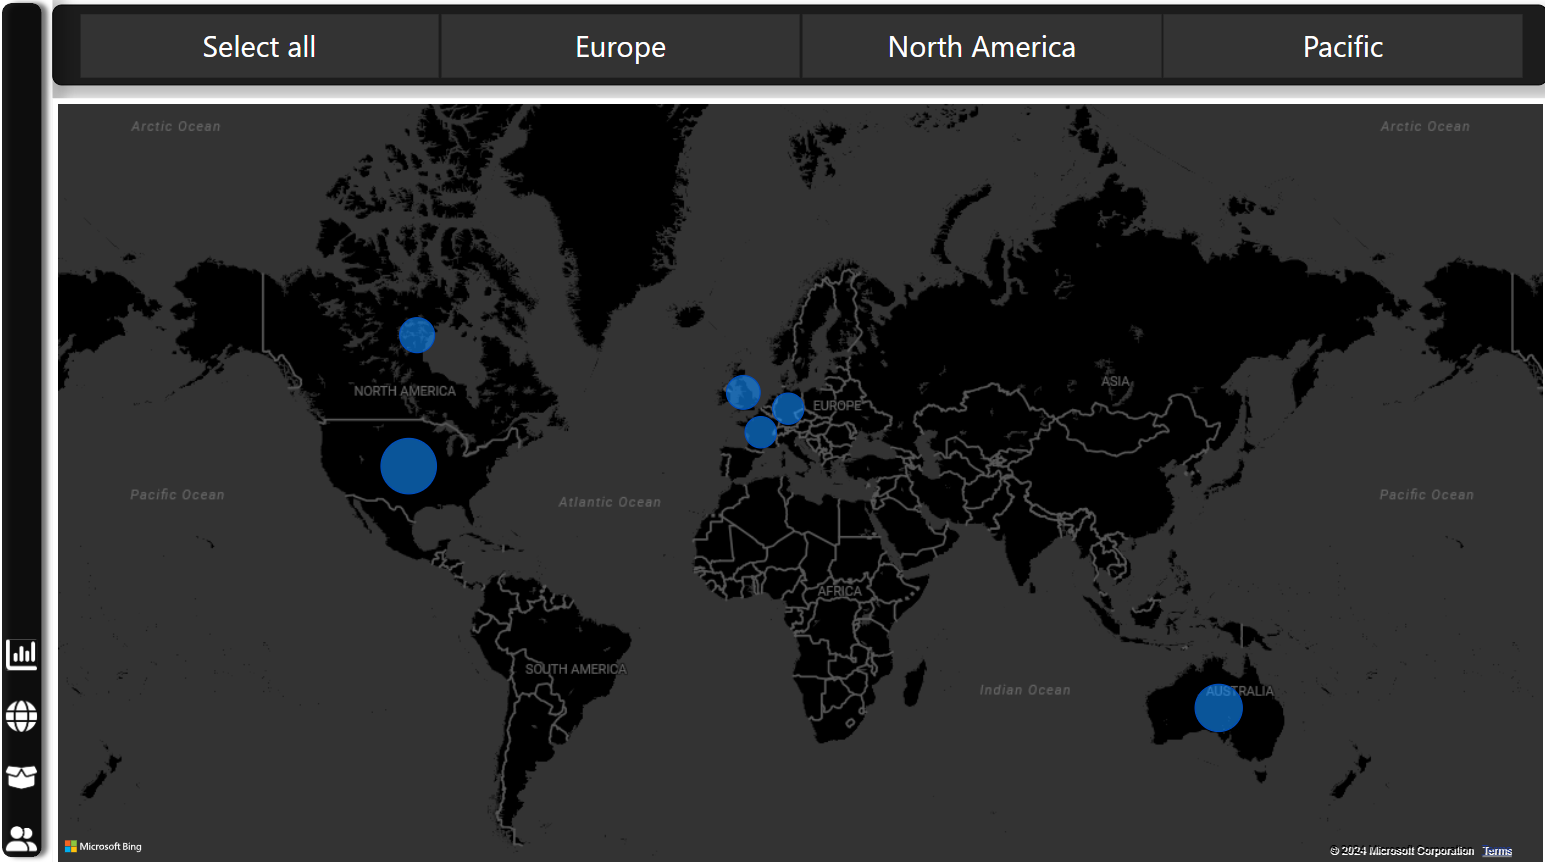 Select all
Europe
North America
Pacific
Arctic Ocean
Arctic Ocean
NORTH AMERICA
EUROPE
ASIA
Pacific Ocean
Atlantic Ocean
Pacific Ocean
AFRICA
SOUTH AMERICA
Indian Ocean
AUSTRALIA
Microsoft Bing
© 2024 Microsoft Corporation Terms